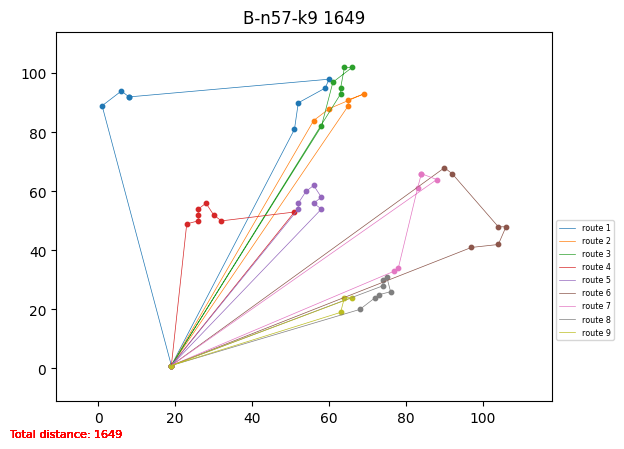 B-n57-k9 1649
100
80
60
40
20
0
0 20 40 60 80 100
route 1
route 2
route 3
route 4
route 5
route 6
route 7
route 8
route 9
Total distance: 1649